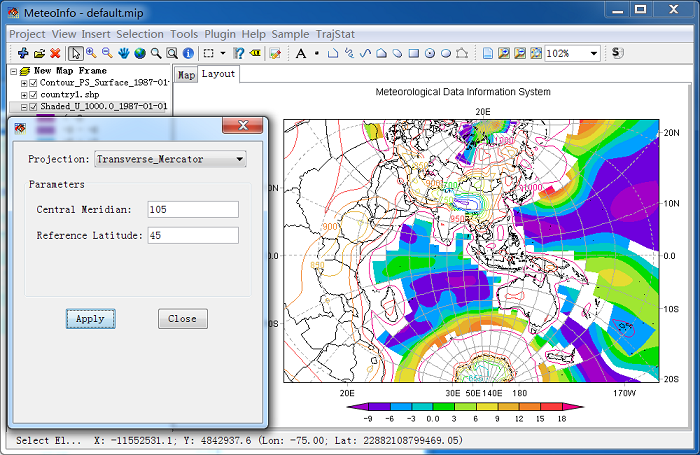 MeteoInfo - default.mip
Project View Insert Selection Tools Plugin Help Sample TrajStat
A
102%
S
New Map Frame
Contour_PS_Surface_1987-01-01
country1.shp
Shaded_U_1000.0_1987-01-01
Map Layout
Meteorological Data Information System
20E
20N
10N
0.0
10S
20S
20E 30E 50E 140E 180 170W
-9 -6 -3 0.0 3 6 9 12 15 18
900
1000
950
Projection: Transverse_Mercator
Parameters
Central Meridian: 105
Reference Latitude: 45
Apply Close
Select El... X: -11552531.1; Y: 4842937.6 (Lon: -75.00; Lat: 22882108799469.05)